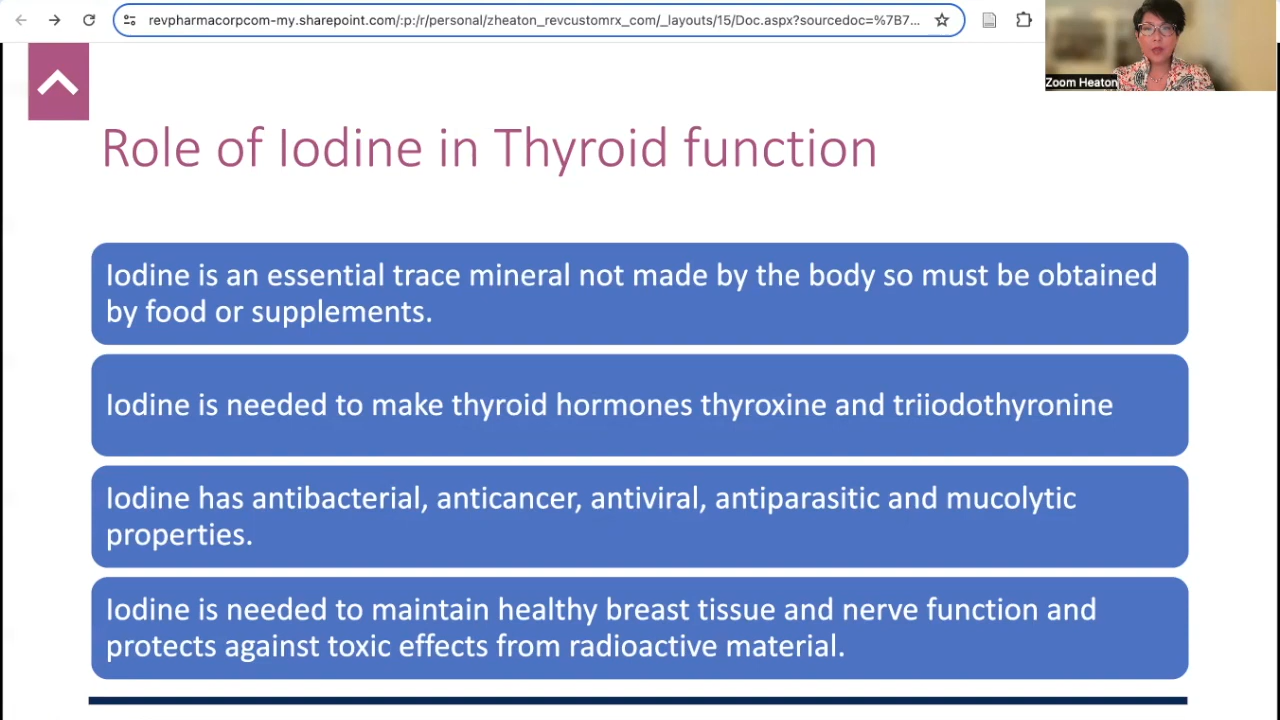 revpharmacorpcom-my.sharepoint.com/:p:/r/personal/zheaton_revcustomrx_com/_layouts/15/Doc.aspx?sourcedoc=%7B7...
Zoom Heaton
Role of Iodine in Thyroid function
Iodine is an essential trace mineral not made by the body so must be obtained
by food or supplements.
Iodine is needed to make thyroid hormones thyroxine and triiodothyronine
Iodine has antibacterial, anticancer, antiviral, antiparasitic and mucolytic
properties.
Iodine is needed to maintain healthy breast tissue and nerve function and
protects against toxic effects from radioactive material.